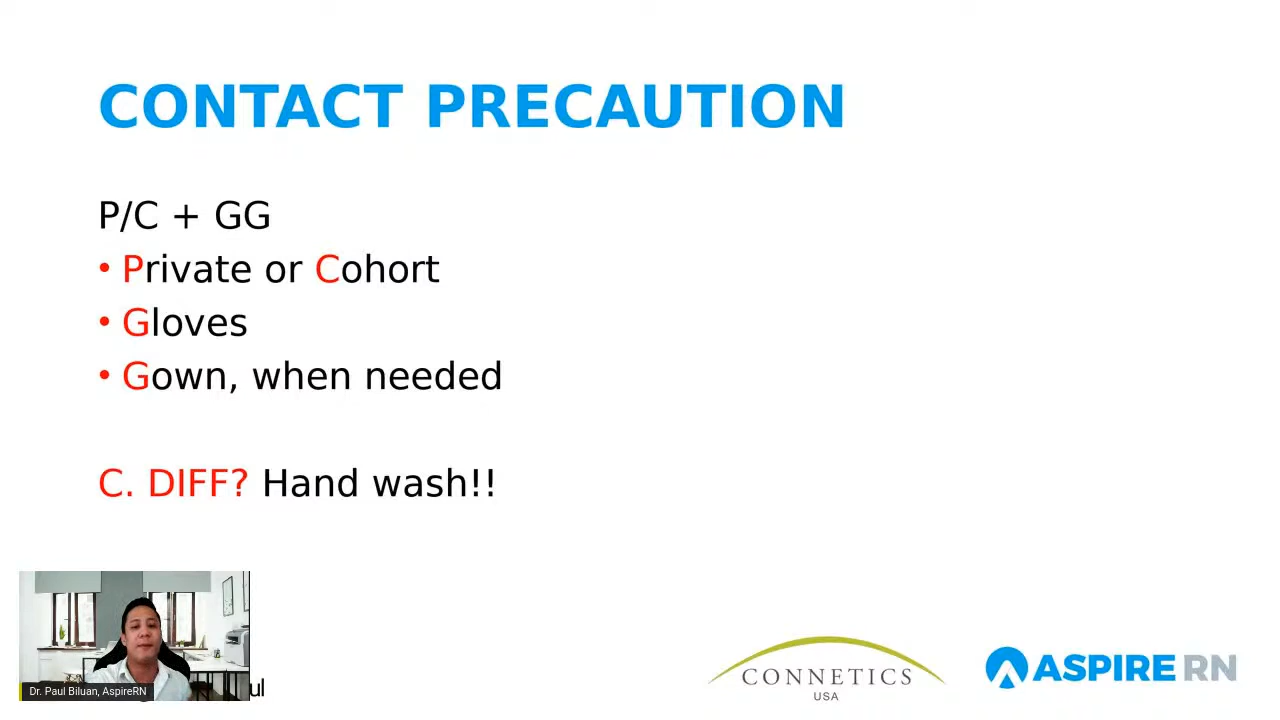 CONTACT PRECAUTION
P/C + GG
• Private or Cohort
• Gloves
• Gown, when needed
C. DIFF? Hand wash!!
Dr. Paul Biluan, AspireRN
ul
CONNETICS
USA
ASPIRE RN